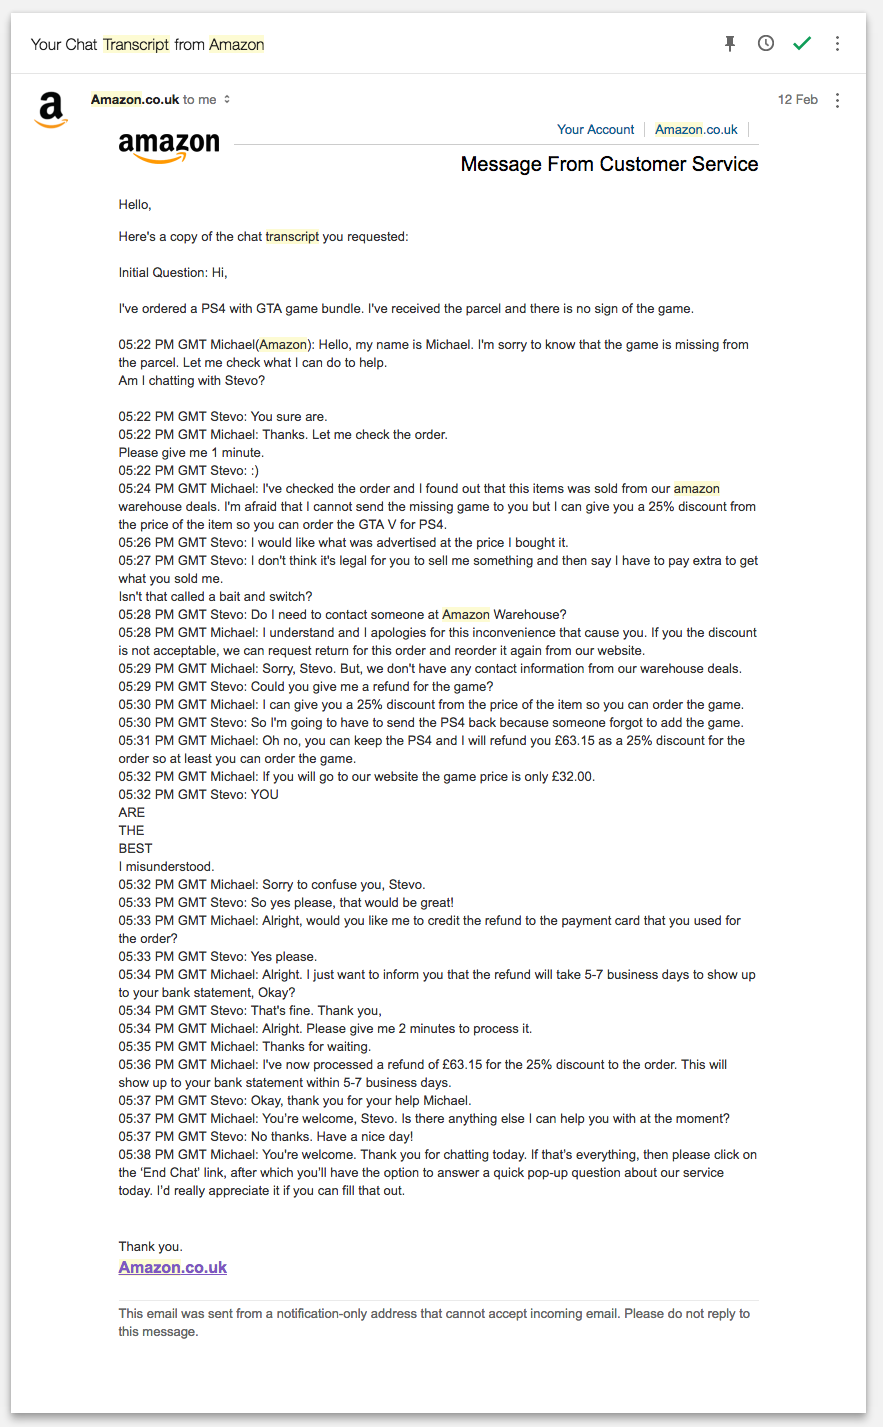 Your Chat Transcript from Amazon
a
Amazon.co.uk to me
12 Feb
Your Account
Amazon.co.uk
amazon
Message From Customer Service
Hello,
Here's a copy of the chat transcript you requested:
Initial Question: Hi,
I've ordered a PS4 with GTA game bundle. I've received the parcel and there is no sign of the game.
05:22 PM GMT Michael(Amazon): Hello, my name is Michael. I'm sorry to know that the game is missing from
the parcel. Let me check what I can do to help.
Am I chatting with Stevo?
05:22 PM GMT Stevo: You sure are.
05:22 PM GMT Michael: Thanks. Let me check the order.
Please give me 1 minute.
05:22 PM GMT Stevo: :)
05:24 PM GMT Michael: I've checked the order and I found out that this items was sold from our amazon
warehouse deals. I'm afraid that I cannot send the missing game to you but I can give you a 25% discount from
the price of the item so you can order the GTA V for PS4.
05:26 PM GMT Stevo: I would like what was advertised at the price I bought it.
05:27 PM GMT Stevo: I don't think it's legal for you to sell me something and then say I have to pay extra to get
what you sold me.
Isn't that called a bait and switch?
05:28 PM GMT Stevo: Do I need to contact someone at Amazon Warehouse?
05:28 PM GMT Michael: I understand and I apologies for this inconvenience that cause you. If you the discount
is not acceptable, we can request return for this order and reorder it again from our website.
05:29 PM GMT Michael: Sorry, Stevo. But, we don't have any contact information from our warehouse deals.
05:29 PM GMT Stevo: Could you give me a refund for the game?
05:30 PM GMT Michael: I can give you a 25% discount from the price of the item so you can order the game.
05:30 PM GMT Stevo: So I'm going to have to send the PS4 back because someone forgot to add the game.
05:31 PM GMT Michael: Oh no, you can keep the PS4 and I will refund you £63.15 as a 25% discount for the
order so at least you can order the game.
05:32 PM GMT Michael: If you will go to our website the game price is only £32.00.
05:32 PM GMT Stevo: YOU
ARE
THE
BEST
I misunderstood.
05:32 PM GMT Michael: Sorry to confuse you, Stevo.
05:33 PM GMT Stevo: So yes please, that would be great!
05:33 PM GMT Michael: Alright, would you like me to credit the refund to the payment card that you used for
the order?
05:33 PM GMT Stevo: Yes please.
05:34 PM GMT Michael: Alright. I just want to inform you that the refund will take 5-7 business days to show up
to your bank statement, Okay?
05:34 PM GMT Stevo: That's fine. Thank you,
05:34 PM GMT Michael: Alright. Please give me 2 minutes to process it.
05:35 PM GMT Michael: Thanks for waiting.
05:36 PM GMT Michael: I've now processed a refund of £63.15 for the 25% discount to the order. This will
show up to your bank statement within 5-7 business days.
05:37 PM GMT Stevo: Okay, thank you for your help Michael.
05:37 PM GMT Michael: You're welcome, Stevo. Is there anything else I can help you with at the moment?
05:37 PM GMT Stevo: No thanks. Have a nice day!
05:38 PM GMT Michael: You're welcome. Thank you for chatting today. If that's everything, then please click on
the 'End Chat' link, after which you'll have the option to answer a quick pop-up question about our service
today. I'd really appreciate it if you can fill that out.
Thank you.
Amazon.co.uk
This email was sent from a notification-only address that cannot accept incoming email. Please do not reply to
this message.